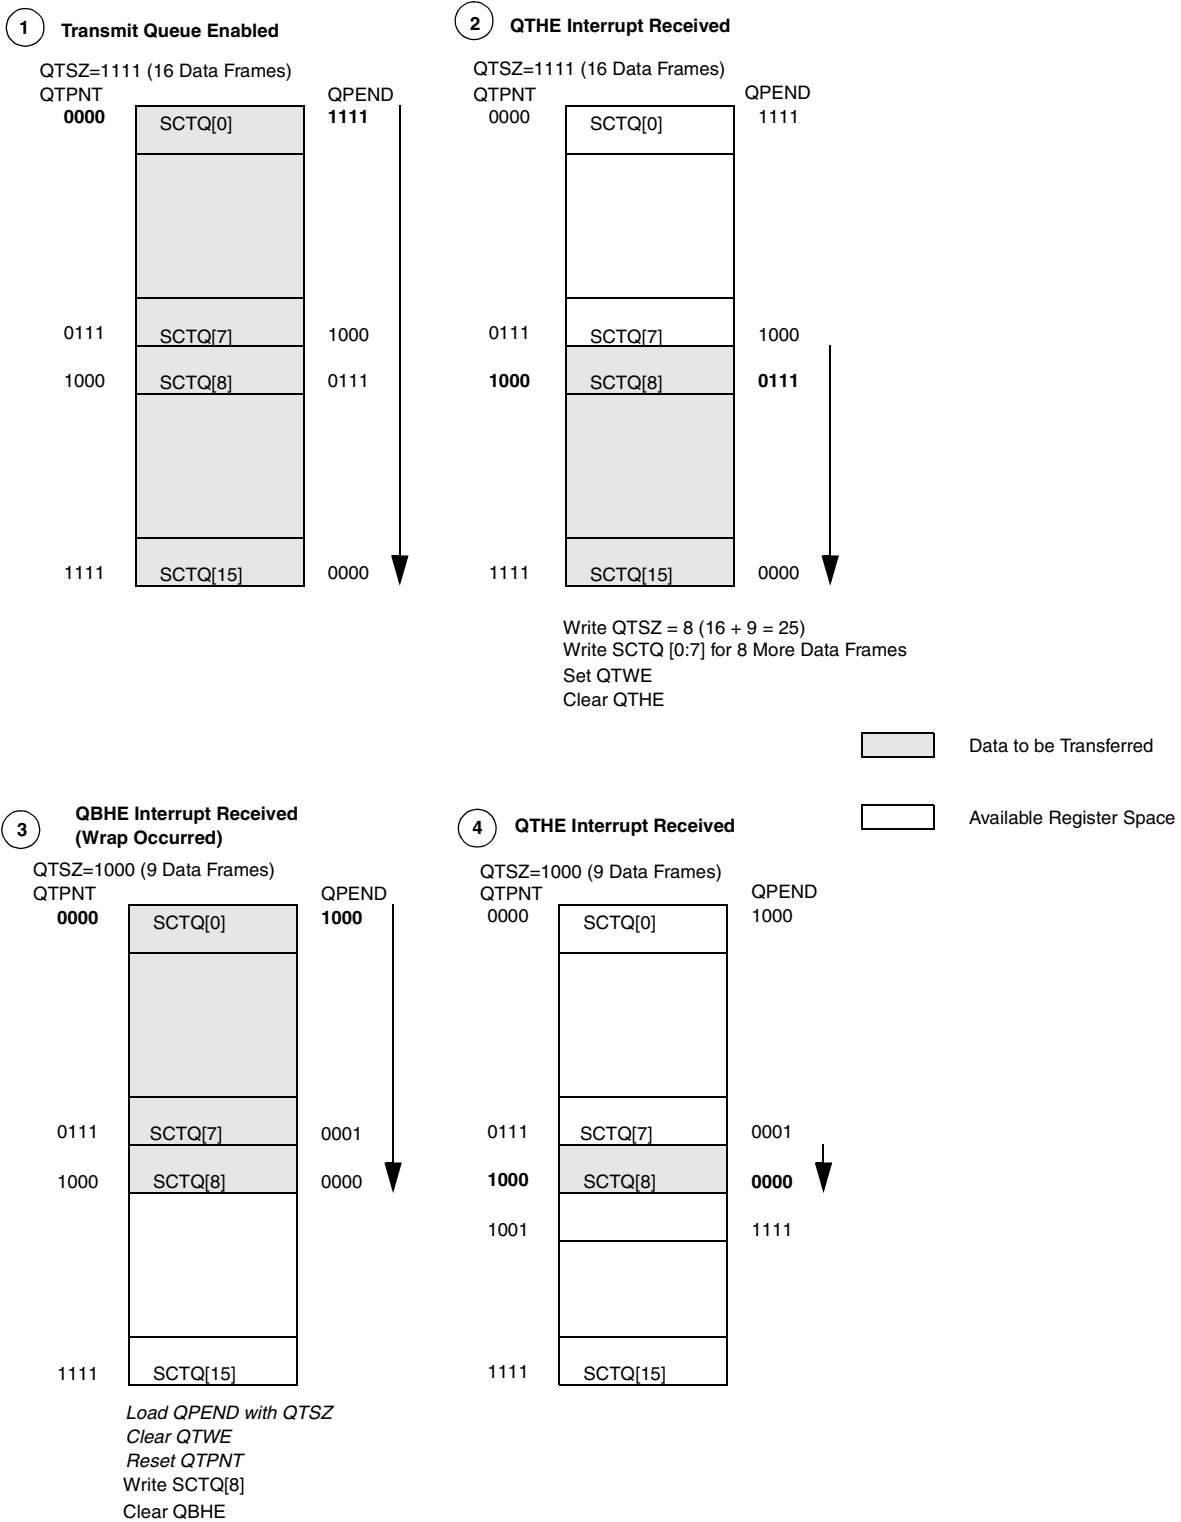 1 Transmit Queue Enabled
QTSZ=1111 (16 Data Frames)
QTPNT QPEND
0000 SCTQ[0] 1111
0111 SCTQ[7] 1000
1000 SCTQ[8] 0111
1111 SCTQ[15] 0000
2 QTHE Interrupt Received
QTSZ=1111 (16 Data Frames)
QTPNT QPEND
0000 SCTQ[0] 1111
0111 SCTQ[7] 1000
1000 SCTQ[8] 0111
1111 SCTQ[15] 0000
Write QTSZ = 8 (16 + 9 = 25)
Write SCTQ [0:7] for 8 More Data Frames
Set QTWE
Clear QTHE
Data to be Transferred
Available Register Space
3 QBHE Interrupt Received
(Wrap Occurred)
QTSZ=1000 (9 Data Frames)
QTPNT QPEND
0000 SCTQ[0] 1000
0111 SCTQ[7] 0001
1000 SCTQ[8] 0000
1111 SCTQ[15]
Load QPEND with QTSZ
Clear QTWE
Reset QTPNT
Write SCTQ[8]
Clear QBHE
4 QTHE Interrupt Received
QTSZ=1000 (9 Data Frames)
QTPNT QPEND
0000 SCTQ[0] 1000
0111 SCTQ[7] 0001
1000 SCTQ[8] 0000
1001 1111
1111 SCTQ[15]